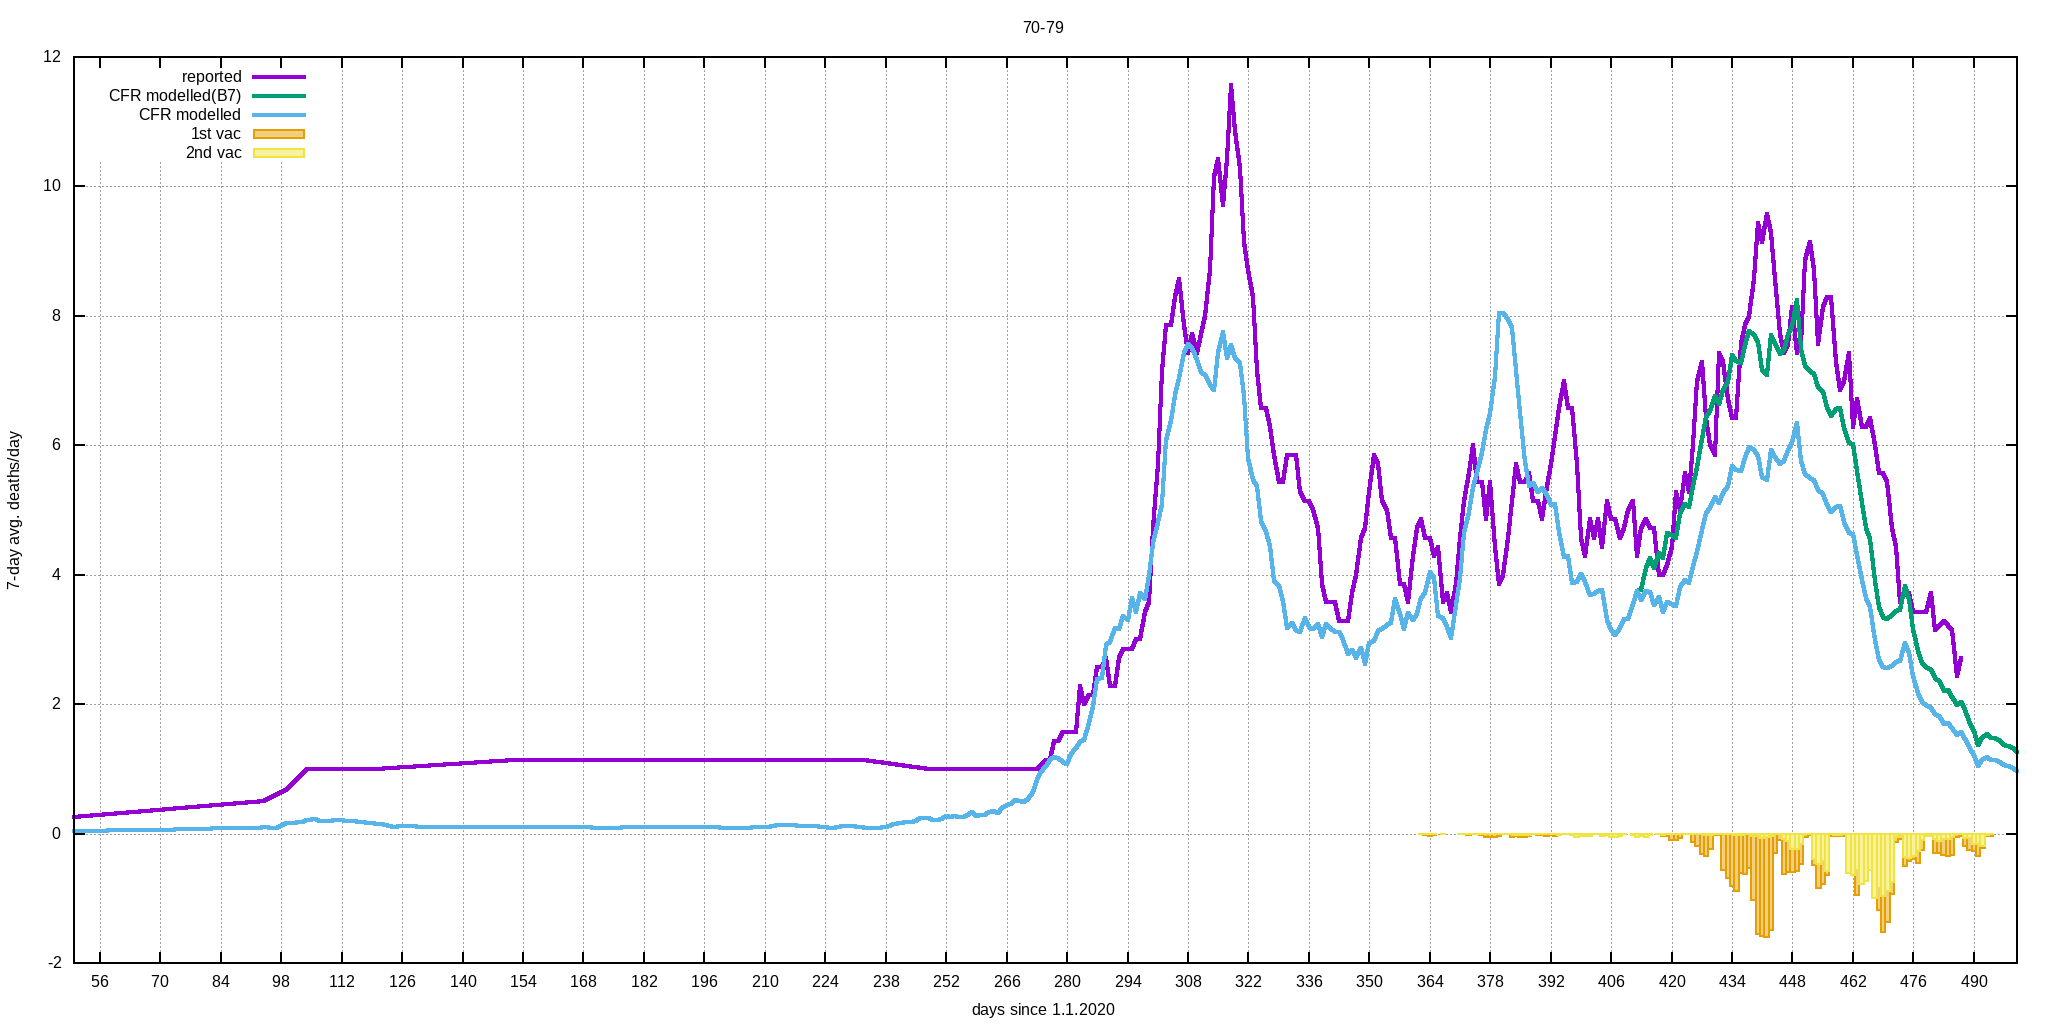 70-79
12
10
8
6
4
2
0
-2
7-day avg. deaths/day
reported
CFR modelled(B7)
CFR modelled
1st vac
2nd vac
56 70 84 98 112 126 140 154 168 182 196 210 224 238 252 266 280 294 308 322 336 350 364 378 392 406 420 434 448 462 476 490
days since 1.1.2020